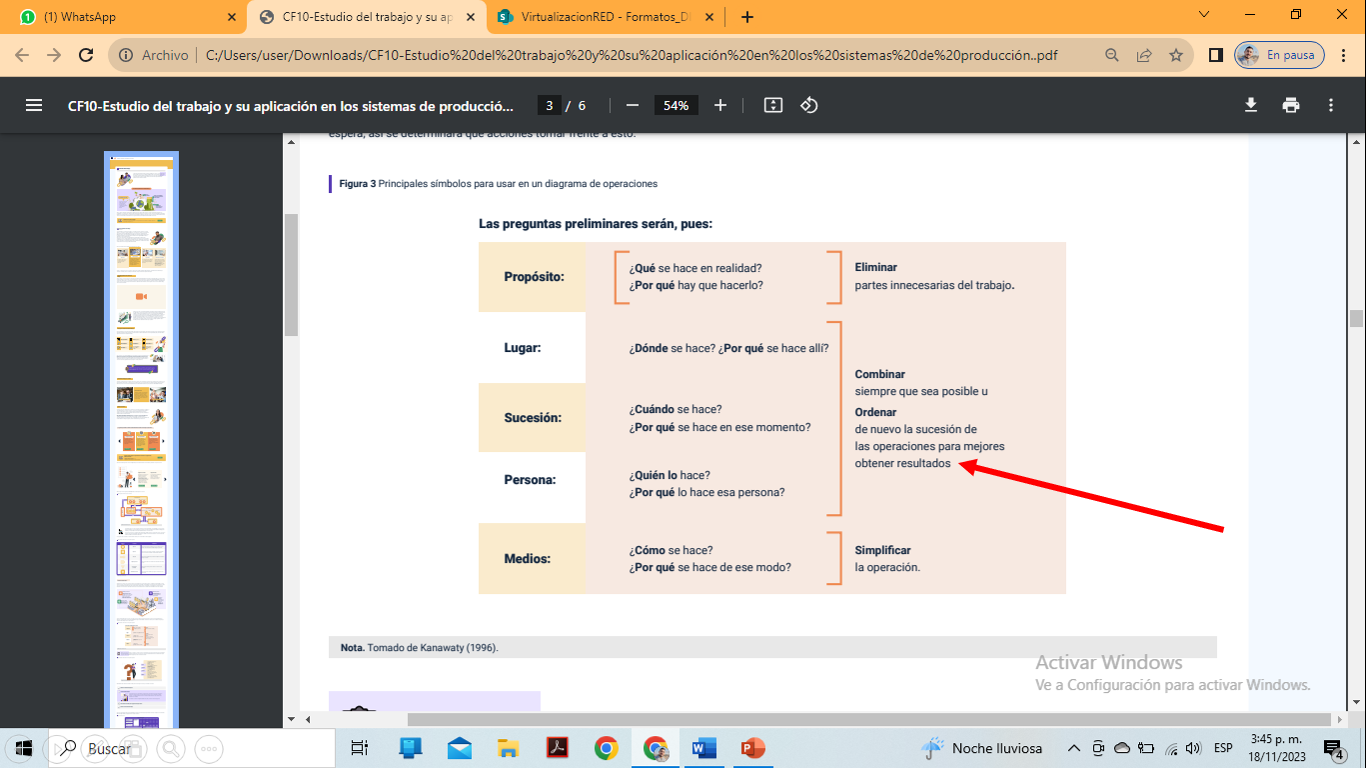 (1) WhatsApp
CF10-Estudio del trabajo y su ap
VirtualizacionRED - Formatos_D
Archivo
C:/Users/user/Downloads/CF10-Estudio%20del%20trabajo%20y%20su%20aplicación%20en%20los%20sistemas%20de%20producción..pdf
En pausa
CF10-Estudio del trabajo y su aplicación en los sistemas de producció...
3 / 6
54%
espera, así se determinará qué acciones tomar frente a esto.
Figura 3 Principales símbolos para usar en un diagrama de operaciones
Las preguntas preliminares serán, pues:
Propósito:
¿Qué se hace en realidad?
¿Por qué hay que hacerlo?
Eliminar
partes innecesarias del trabajo.
Lugar:
¿Dónde se hace? ¿Por qué se hace allí?
Sucesión:
¿Cuándo se hace?
¿Por qué se hace en ese momento?
Persona:
¿Quién lo hace?
¿Por qué lo hace esa persona?
Combinar
siempre que sea posible u
Ordenar
de nuevo la sucesión de
las operaciones para mejores
obtener resultados
Medios:
¿Cómo se hace?
¿Por qué se hace de ese modo?
Simplificar
la operación.
Nota. Tomado de Kanawaty (1996).
Activar Windows
Ve a Configuración para activar Windows.
Buscar
Noche lluviosa
ESP
3:45 p. m.
18/11/2023
4